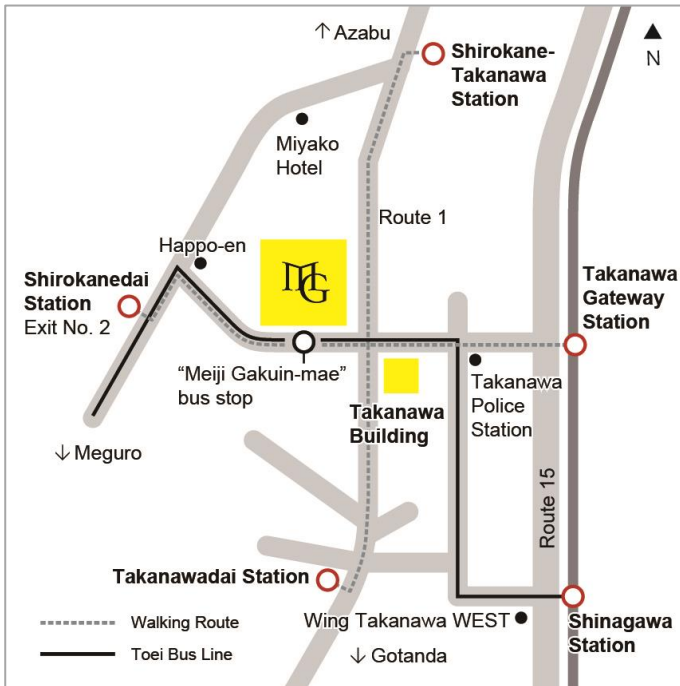 ↑ Azabu
Shirokane-
Takanawa
Station
N
Miyako
Hotel
Route 1
Happo-en
MG
Shirokanedai
Station
Exit No. 2
Takanawa
Gateway
Station
“Meiji Gakuin-mae”
bus stop
Takanawa
Building
Takanawa
Police
Station
↓ Meguro
Route 15
Takanawadai Station
Walking Route
Toei Bus Line
Wing Takanawa WEST
↓ Gotanda
Shinagawa
Station